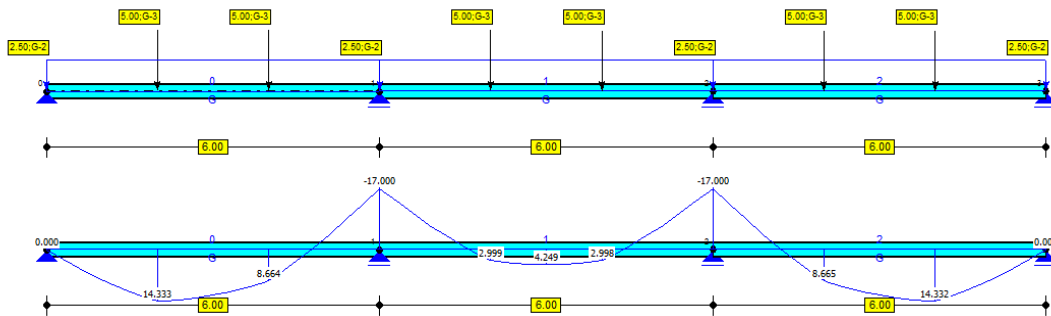 5.00;G-3 5.00;G-3 5.00;G-3 5.00;G-3 5.00;G-3 5.00;G-3
2.50;G-2 2.50;G-2 2.50;G-2 2.50;G-2
0 0 1 1 2 2 3
G G G
6.00 6.00 6.00
-17.000 -17.000
0.000 0 1 1 2 2 0.00
G G G
2.999 4.249 2.998
8.664 8.665
14.333 14.332
6.00 6.00 6.00